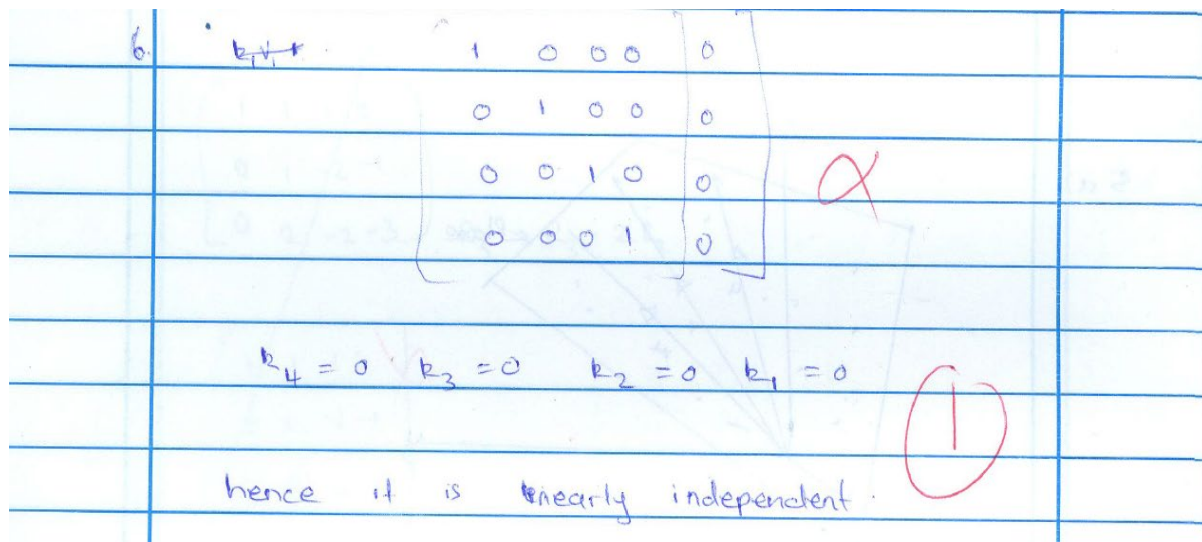 6.
1 0 0 0 0
0 1 0 0 0
0 0 1 0 0
0 0 0 1 0
k₄ = 0 k₃ = 0 k₂ = 0 k₁ = 0
1
hence it is linearly independent.